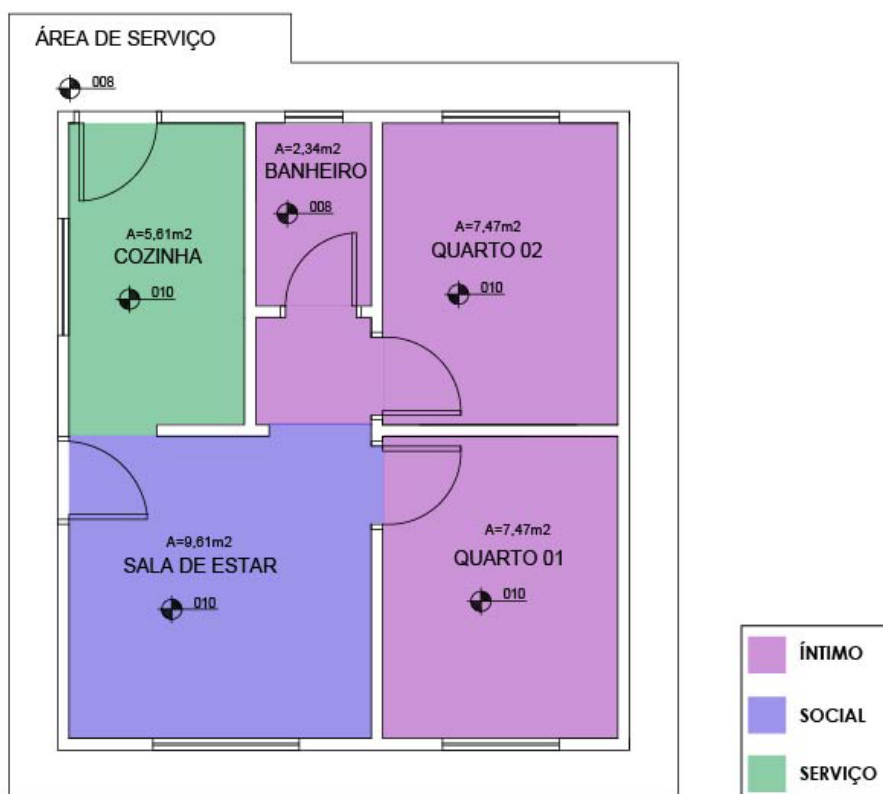 ÁREA DE SERVIÇO
008
A=2,34m2
BANHEIRO
008
A=5,61m2
COZINHA
010
A=7,47m2
QUARTO 02
010
A=9,61m2
SALA DE ESTAR
010
A=7,47m2
QUARTO 01
010
ÍNTIMO
SOCIAL
SERVIÇO